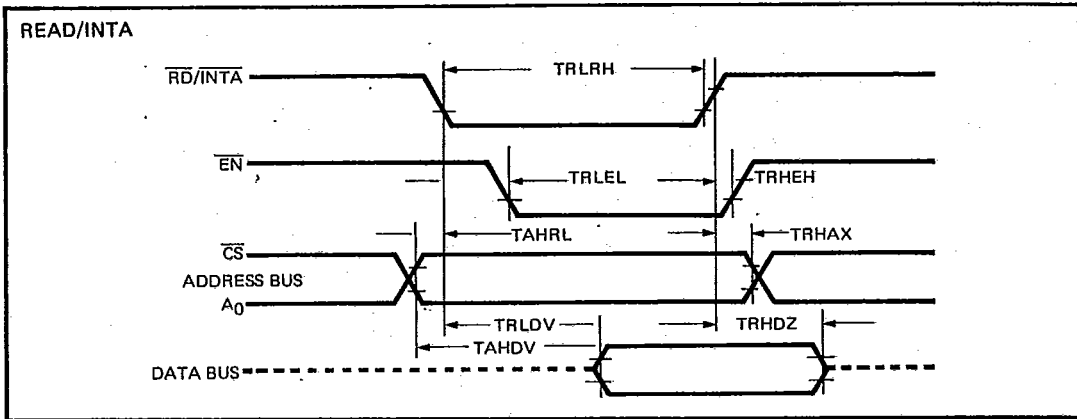 READ/INTA
RD/INTA
TRLRH
EN
TRLEL
TRHEH
TAHRL
TRHAX
CS
ADDRESS BUS
A0
TRLDV
TRHDZ
TAHDV
DATA BUS